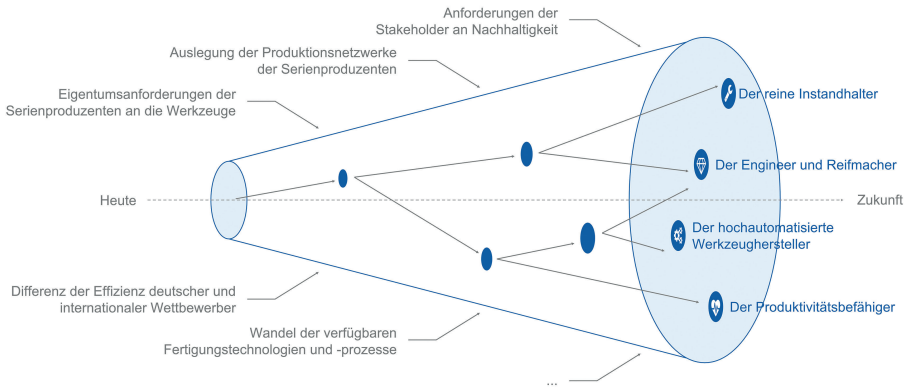 Anforderungen der
Stakeholder an Nachhaltigkeit
Auslegung der Produktionsnetzwerke
der Serienproduzenten
Eigentumsanforderungen der
Serienproduzenten an die Werkzeuge
Der reine Instandhalter
Der Engineer und Reifmacher
Heute
Zukunft
Der hochautomatisierte
Werkzeughersteller
Der Produktivitätsbefähiger
Differenz der Effizienz deutscher und
internationaler Wettbewerber
Wandel der verfügbaren
Fertigungstechnologien und -prozesse
...